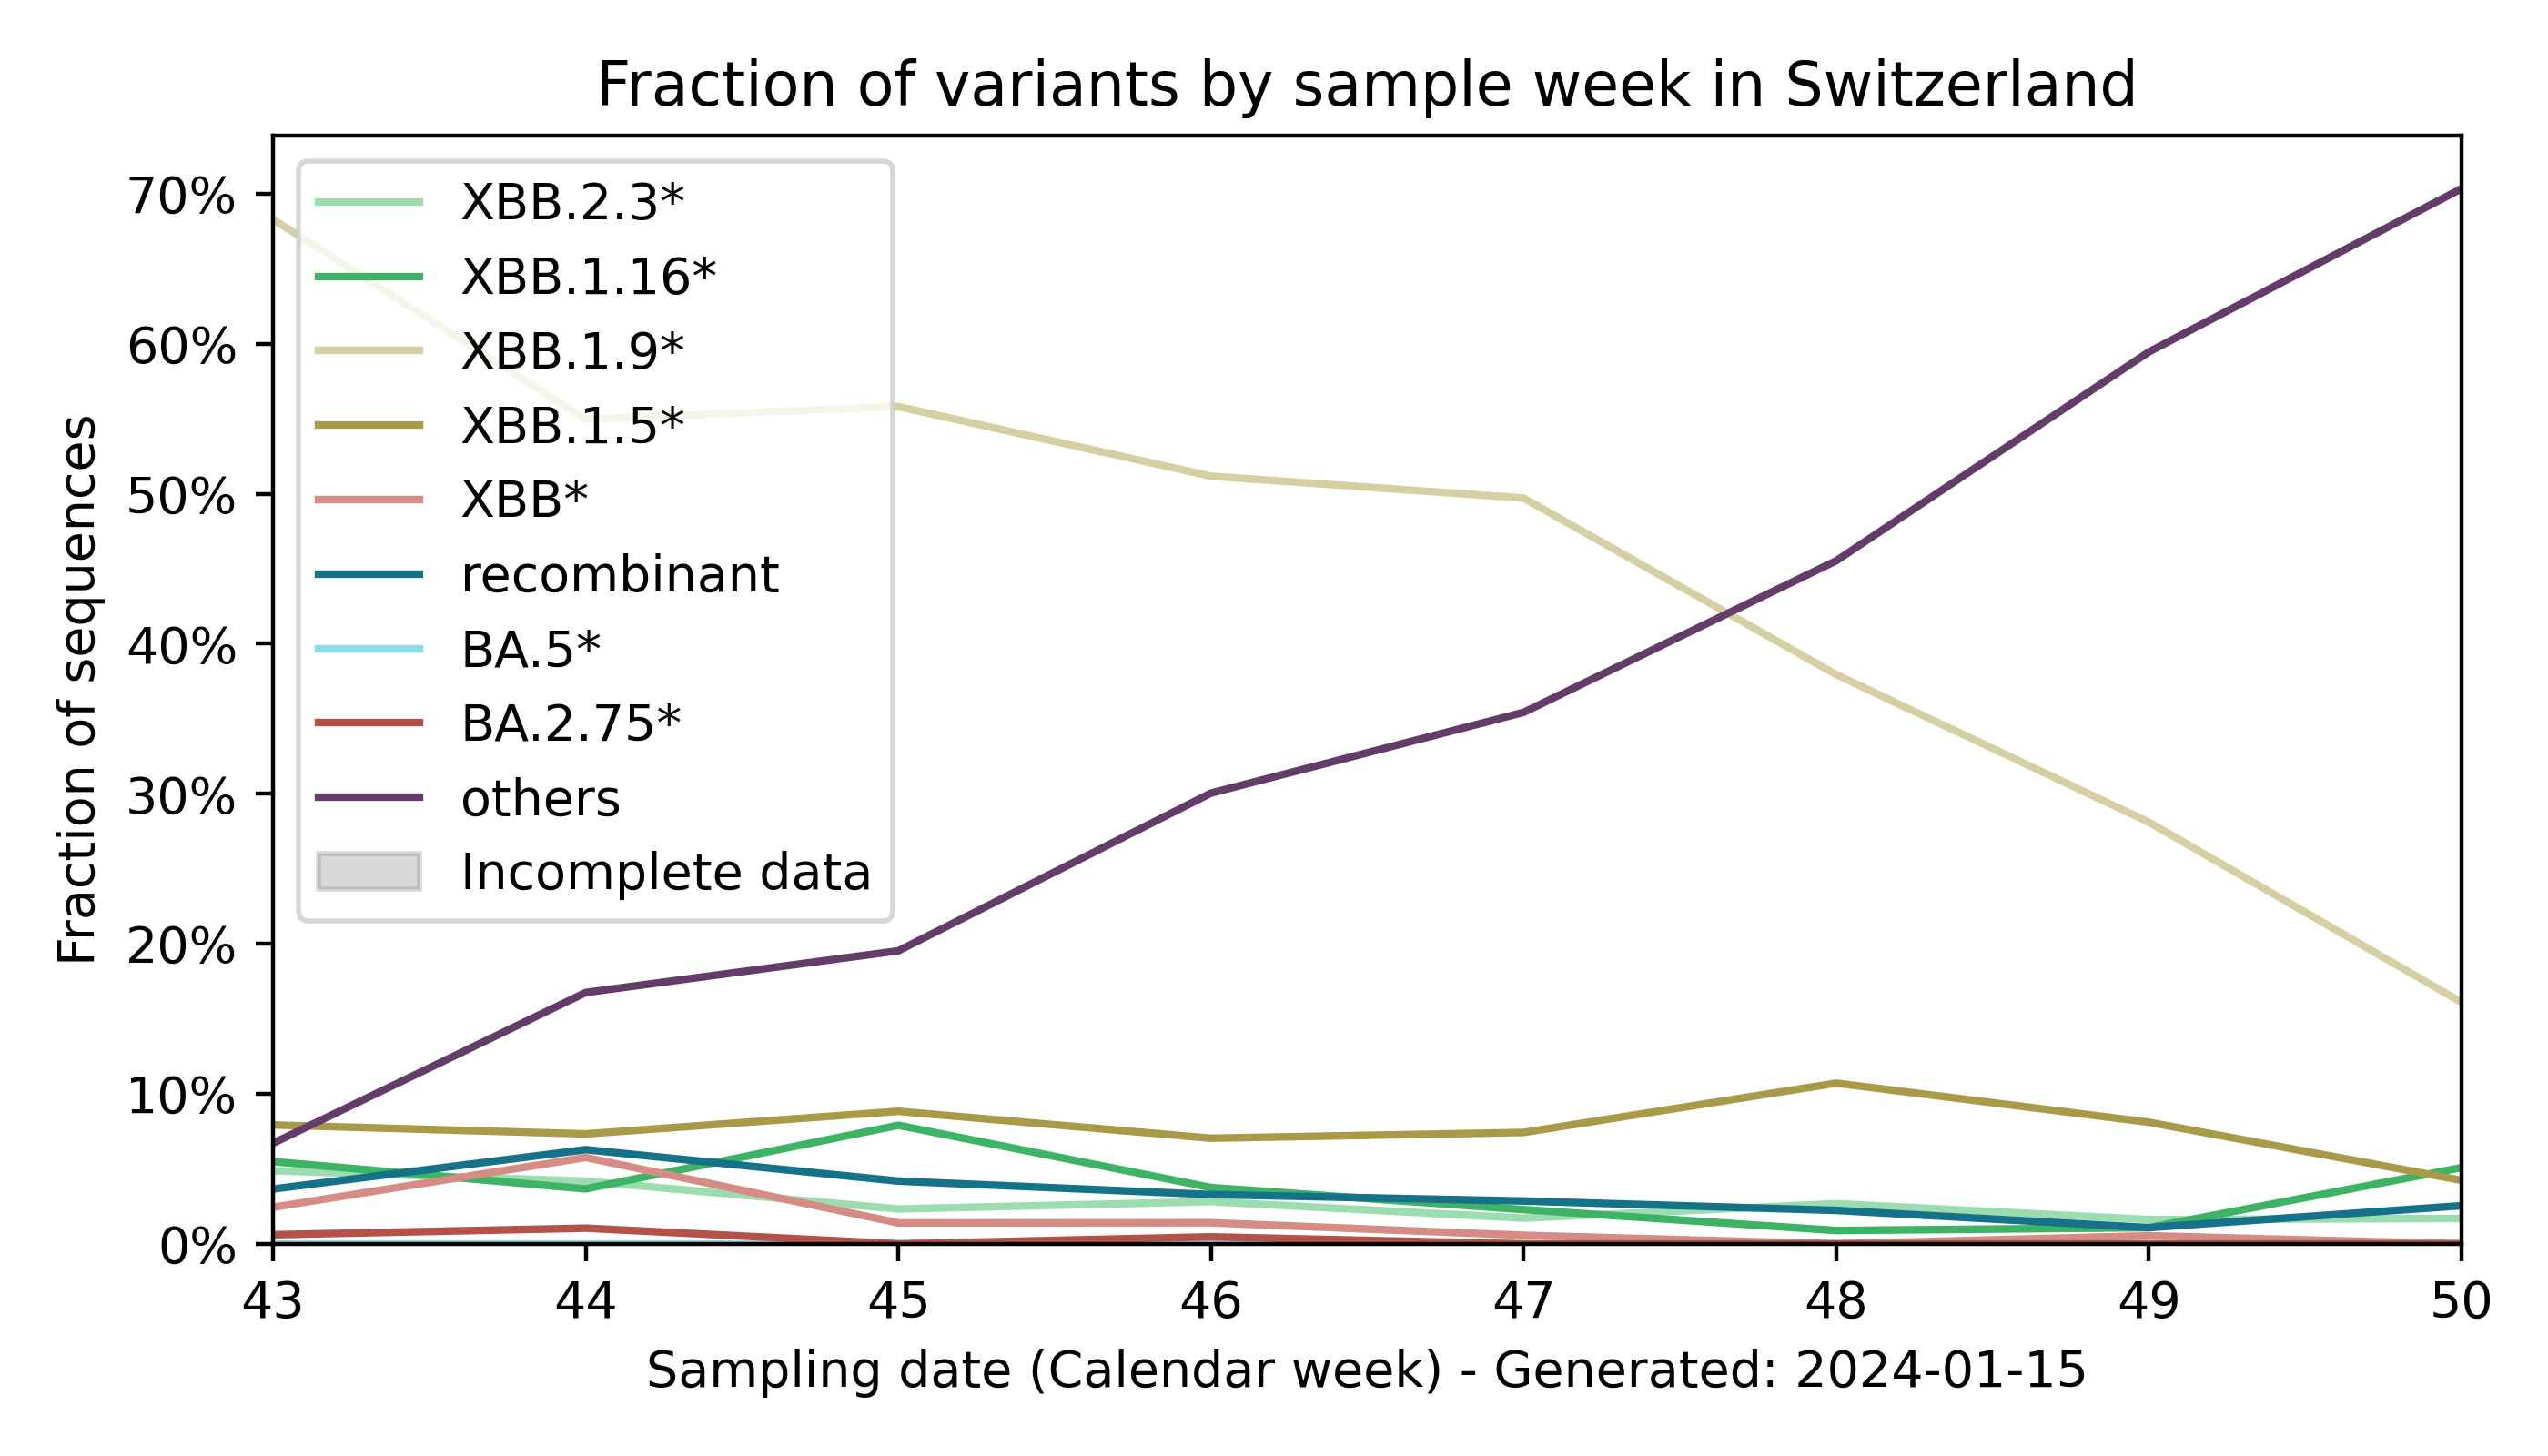 Fraction of variants by sample week in Switzerland
Fraction of sequences
70%
60%
50%
40%
30%
20%
10%
0%
XBB.2.3*
XBB.1.16*
XBB.1.9*
XBB.1.5*
XBB*
recombinant
BA.5*
BA.2.75*
others
Incomplete data
43 44 45 46 47 48 49 50
Sampling date (Calendar week) - Generated: 2024-01-15